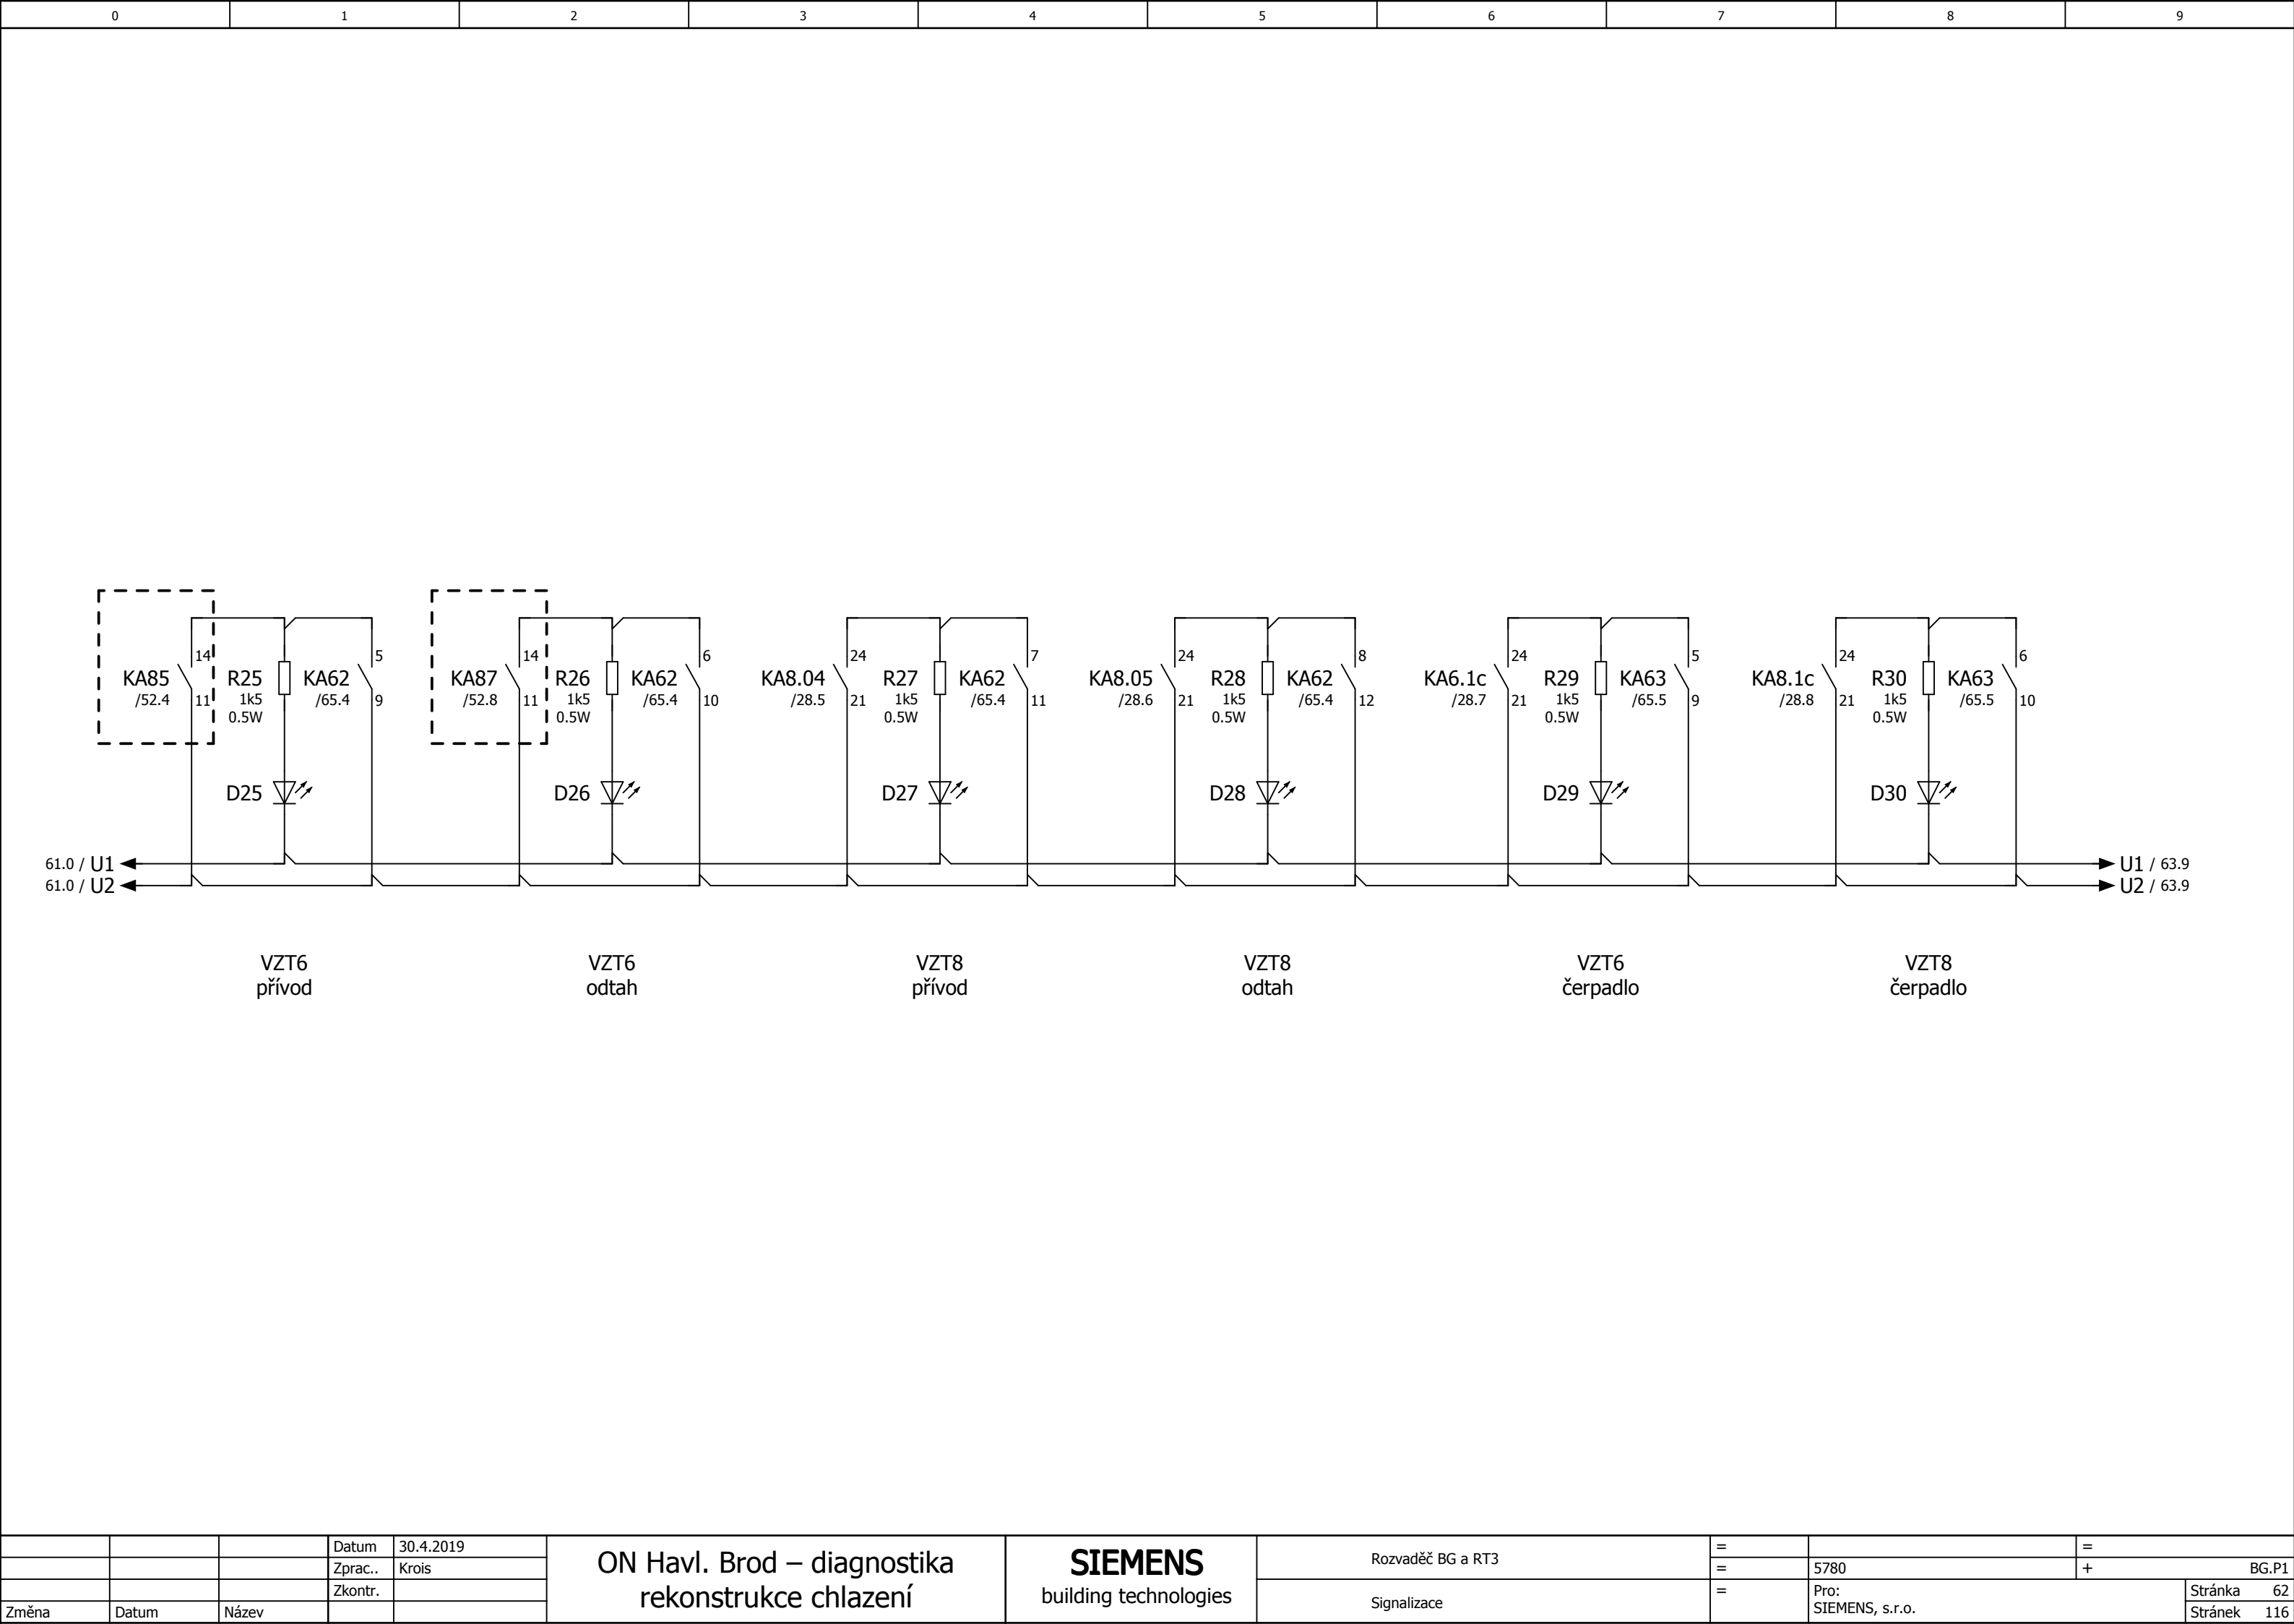 0 1 2 3 4 5 6 7 8 9
14 5 14 6 24 7 24 8 24 5 24 6
KA85 R25 KA62 KA87 R26 KA62 KA8.04 R27 KA62 KA8.05 R28 KA62 KA6.1c R29 KA63 KA8.1c R30 KA63
/52.4 11 1k5 /65.4 9 /52.8 11 1k5 /65.4 10 /28.5 21 1k5 /65.4 11 /28.6 21 1k5 /65.4 12 /28.7 21 1k5 /65.5 9 /28.8 21 1k5 /65.5 10
0.5W 0.5W 0.5W 0.5W 0.5W 0.5W
D25 D26 D27 D28 D29 D30
61.0 / U1 U1 / 63.9
61.0 / U2 U2 / 63.9
VZT6 VZT6 VZT8 VZT8 VZT6 VZT8
přívod odtah přívod odtah čerpadlo čerpadlo
Datum 30.4.2019
Zprac.. Krois
Zkontr.
Změna Datum Název
ON Havl. Brod – diagnostika
rekonstrukce chlazení
SIEMENS
building technologies
Rozvaděč BG a RT3
Signalizace
= =
= 5780 + BG.P1
= Pro:
SIEMENS, s.r.o.
Stránka 62
Stránek 116